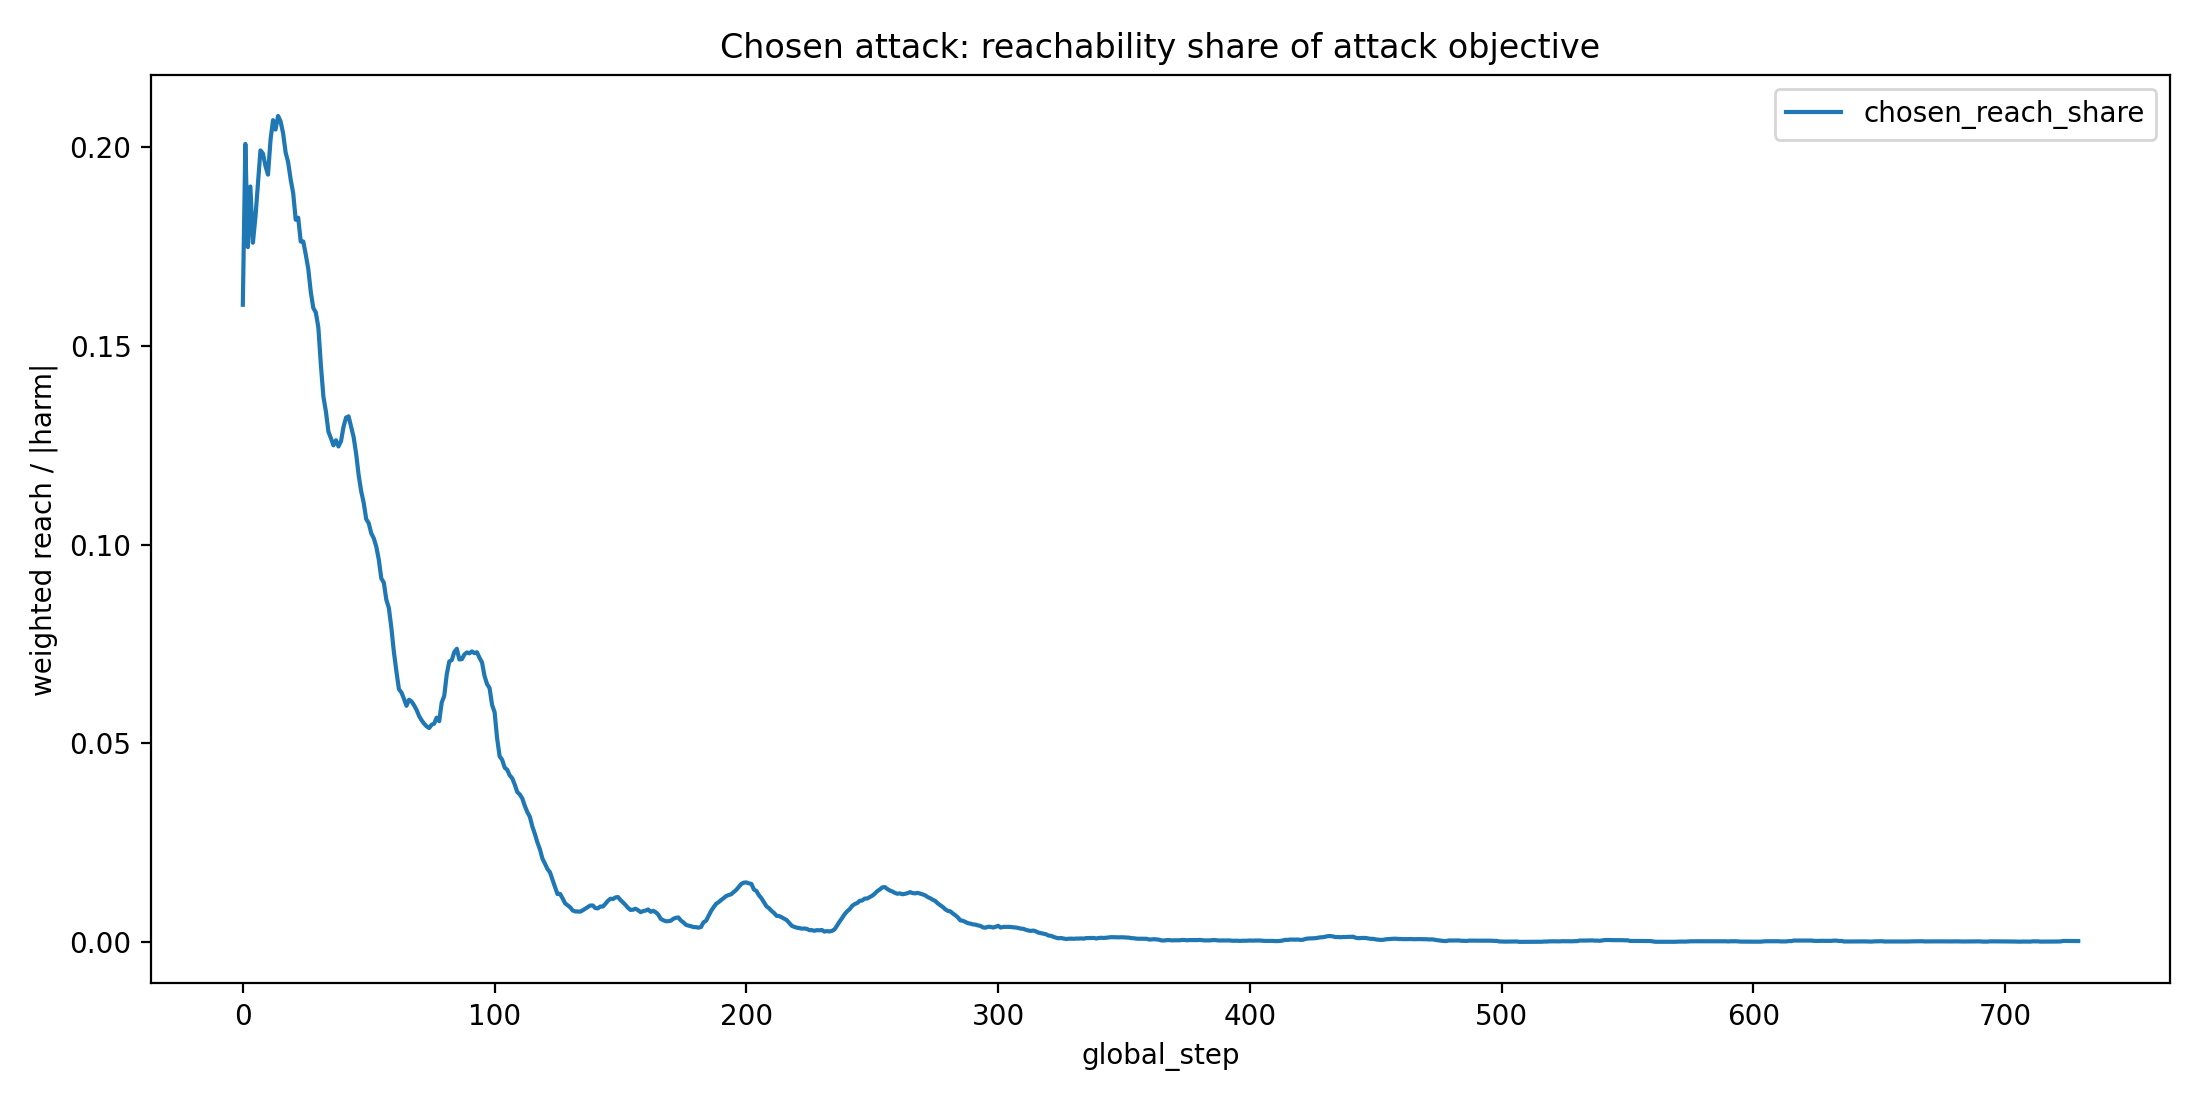 Chosen attack: reachability share of attack objective
chosen_reach_share
weighted reach / |harm|
0.20
0.15
0.10
0.05
0.00
0 100 200 300 400 500 600 700
global_step